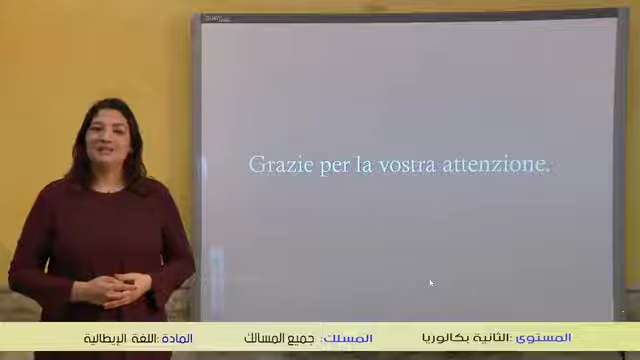 Grazie per la vostra attenzione.
المستوى :الثانية بكالوريا المسلك: جميع المسالك المادة :اللغة الإيطالية